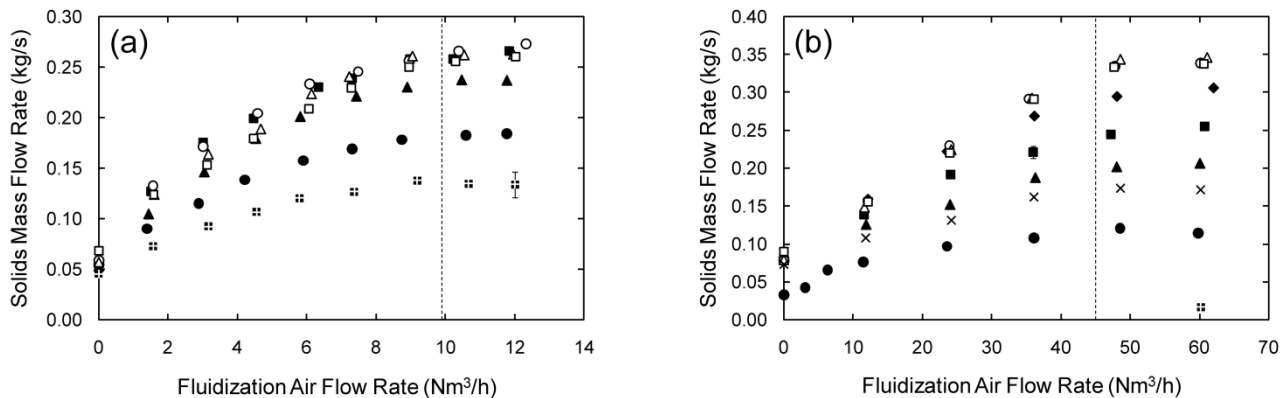 (a)
Solids Mass Flow Rate (kg/s)
0.30
0.25
0.20
0.15
0.10
0.05
0.00
0 2 4 6 8 10 12 14
Fluidization Air Flow Rate (Nm³/h)
(b)
Solids Mass Flow Rate (kg/s)
0.40
0.35
0.30
0.25
0.20
0.15
0.10
0.05
0.00
0 10 20 30 40 50 60 70
Fluidization Air Flow Rate (Nm³/h)